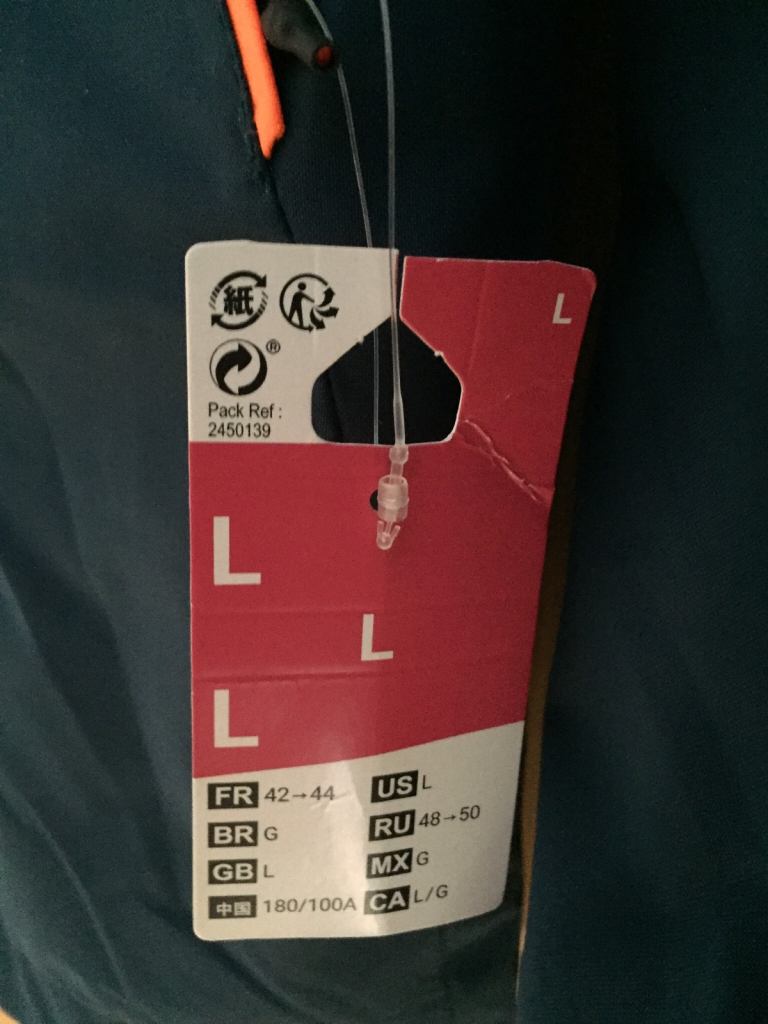 紙
L
®
Pack Ref :
2450139
L
L
L
FR 42→44 US L
BR G RU 48→50
GB L MX G
中国 180/100A CA L/G